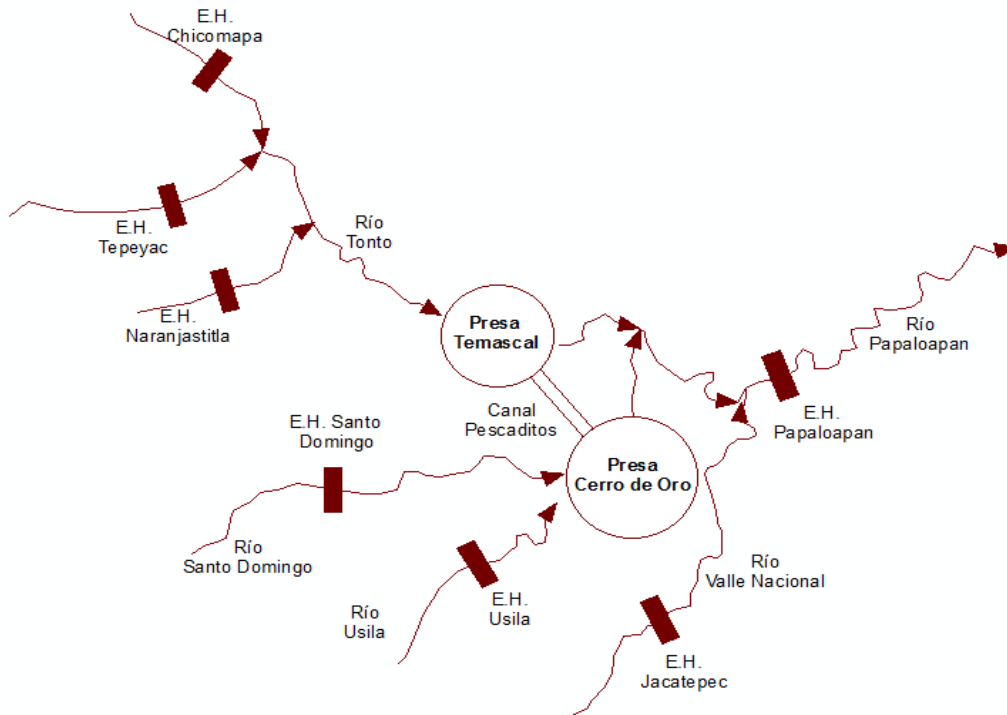 E.H.
Chicomapa
E.H.
Tepeyac
Río
Tonto
E.H.
Naranjastitla
Presa
Temascal
Río
Papaloapan
E.H.
Papaloapan
Canal
Pescaditos
E.H. Santo
Domingo
Presa
Cerro de Oro
Río
Santo Domingo
Río
Usila
E.H.
Usila
Río
Valle Nacional
E.H.
Jacatepec